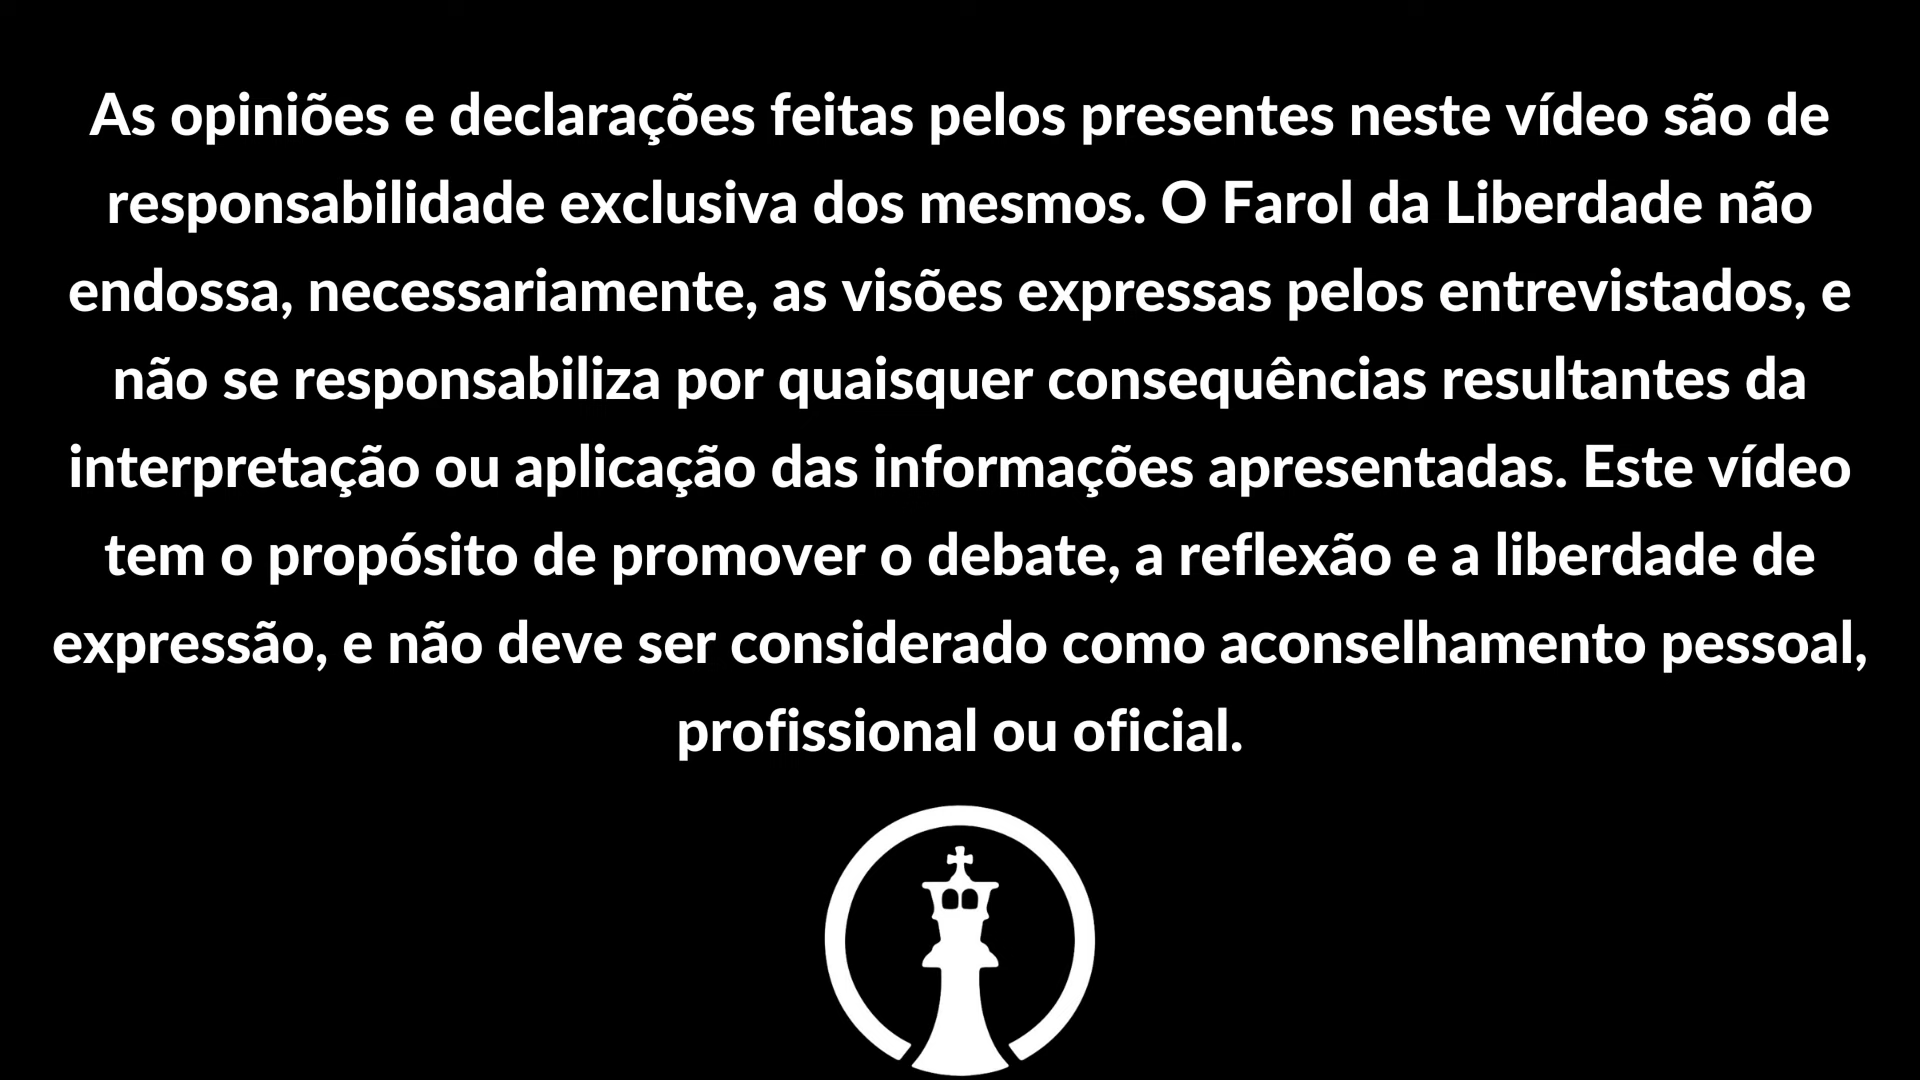 As opiniões e declarações feitas pelos presentes neste vídeo são de
responsabilidade exclusiva dos mesmos. O Farol da Liberdade não
endossa, necessariamente, as visões expressas pelos entrevistados, e
não se responsabiliza por quaisquer consequências resultantes da
interpretação ou aplicação das informações apresentadas. Este vídeo
tem o propósito de promover o debate, a reflexão e a liberdade de
expressão, e não deve ser considerado como aconselhamento pessoal,
profissional ou oficial.